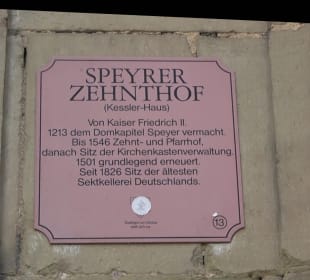 SPEYRER
ZEHNTHOF
(Kessler-Haus)
Von Kaiser Friedrich II.
1213 dem Domkapitel Speyer vermacht.
Bis 1546 Zehnt- und Pfarrhof,
danach Sitz der Kirchenkastenverwaltung.
1501 grundlegend erneuert.
Seit 1826 Sitz der ältesten
Sektkellerei Deutschlands.
13